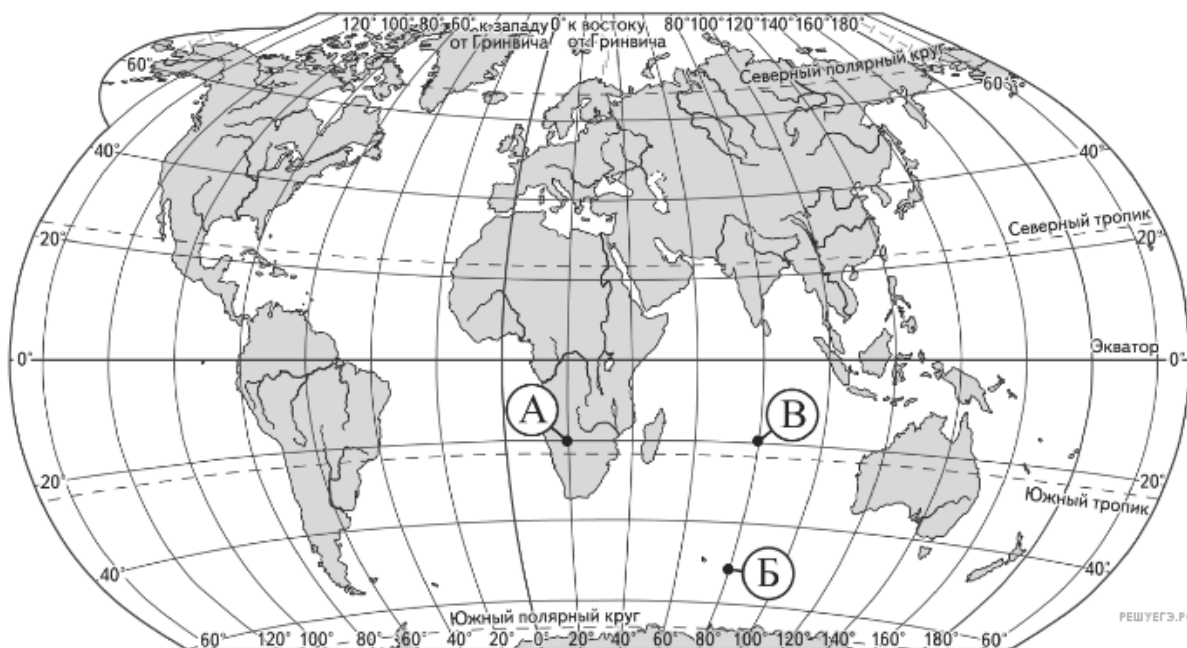 120° 100° 80° 60° к западу 0° к востоку 80° 100° 120° 140° 160° 180°
от Гринвича от Гринвича
60° Северный полярный круг 60°
40° 40°
Северный тропик
20° 20°
Экватор
0° 0°
А В
20° 20°
Южный тропик
Б
40° 40°
Южный полярный круг
60° 120° 100° 80° 60° 40° 20° 0° 20° 40° 60° 80° 100° 120° 140° 160° 180° 60°
РЕШУЕГЭ.РФ